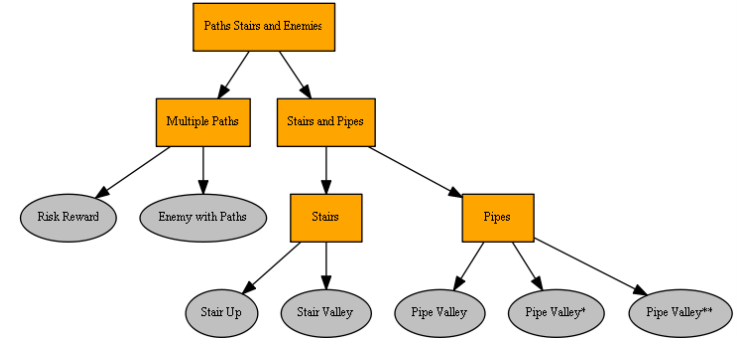 Paths Stairs and Enemies
Multiple Paths
Stairs and Pipes
Risk Reward
Enemy with Paths
Stairs
Pipes
Stair Up
Stair Valley
Pipe Valley
Pipe Valley*
Pipe Valley**